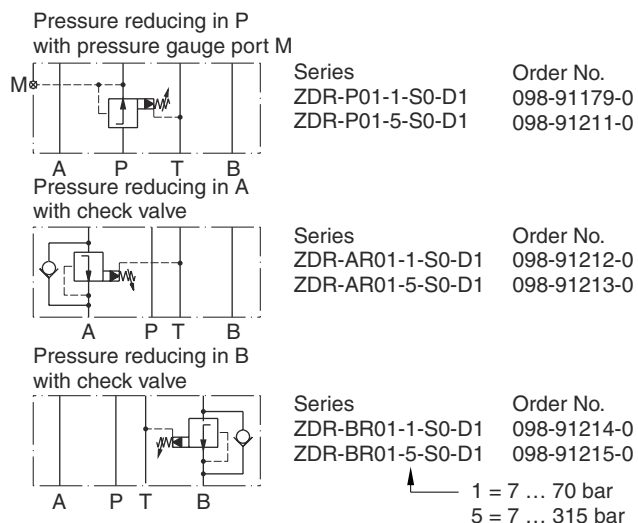 Pressure reducing in P
with pressure gauge port M
M
Series Order No.
ZDR-P01-1-S0-D1 098-91179-0
ZDR-P01-5-S0-D1 098-91211-0
A P T B
Pressure reducing in A
with check valve
Series Order No.
ZDR-AR01-1-S0-D1 098-91212-0
ZDR-AR01-5-S0-D1 098-91213-0
A P T B
Pressure reducing in B
with check valve
Series Order No.
ZDR-BR01-1-S0-D1 098-91214-0
ZDR-BR01-5-S0-D1 098-91215-0
A P T B
1 = 7 ... 70 bar
5 = 7 ... 315 bar